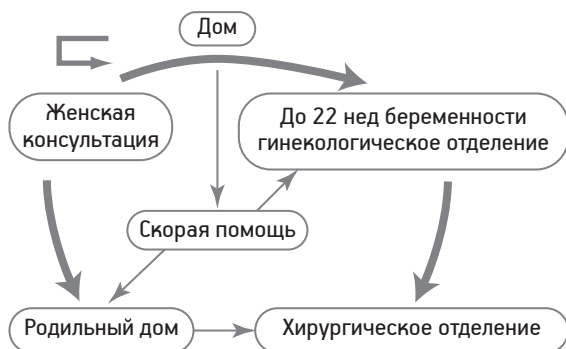 Дом
Женская
консультация
До 22 нед беременности
гинекологическое отделение
Скорая помощь
Родильный дом
Хирургическое отделение